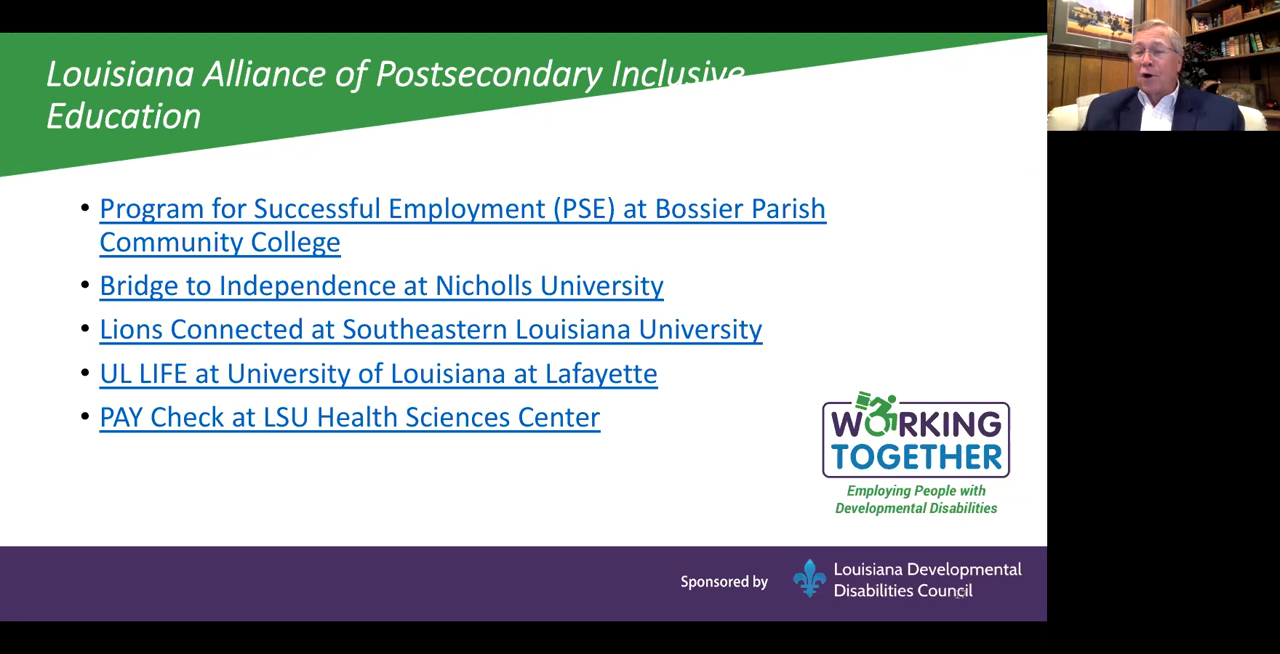 Louisiana Alliance of Postsecondary Inclusive
Education
• Program for Successful Employment (PSE) at Bossier Parish
Community College
• Bridge to Independence at Nicholls University
• Lions Connected at Southeastern Louisiana University
• UL LIFE at University of Louisiana at Lafayette
• PAY Check at LSU Health Sciences Center
WORKING
TOGETHER
Employing People with
Developmental Disabilities
Sponsored by
Louisiana Developmental
Disabilities Council